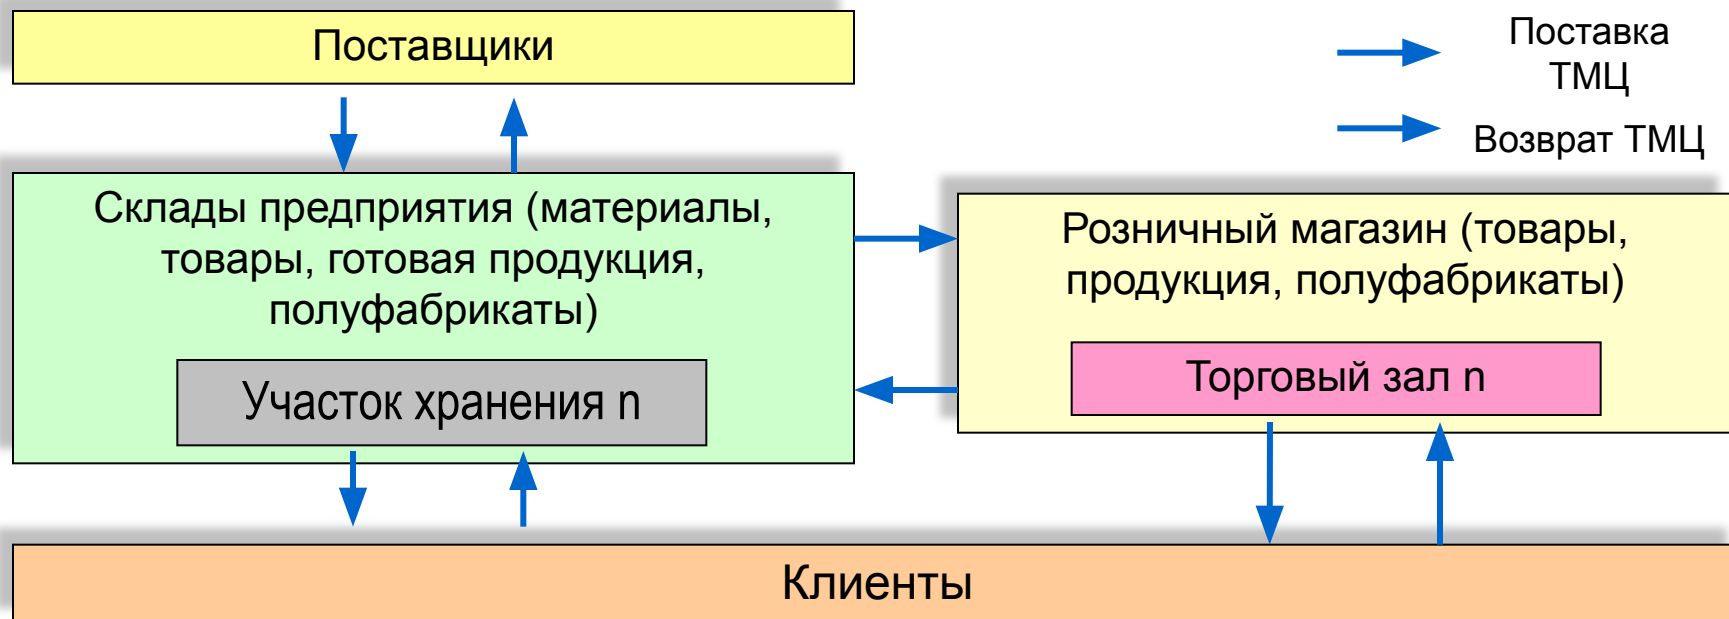 Поставщики
Поставка
ТМЦ
Возврат ТМЦ
Склады предприятия (материалы,
товары, готовая продукция,
полуфабрикаты)
Участок хранения n
Розничный магазин (товары,
продукция, полуфабрикаты)
Торговый зал n
Клиенты